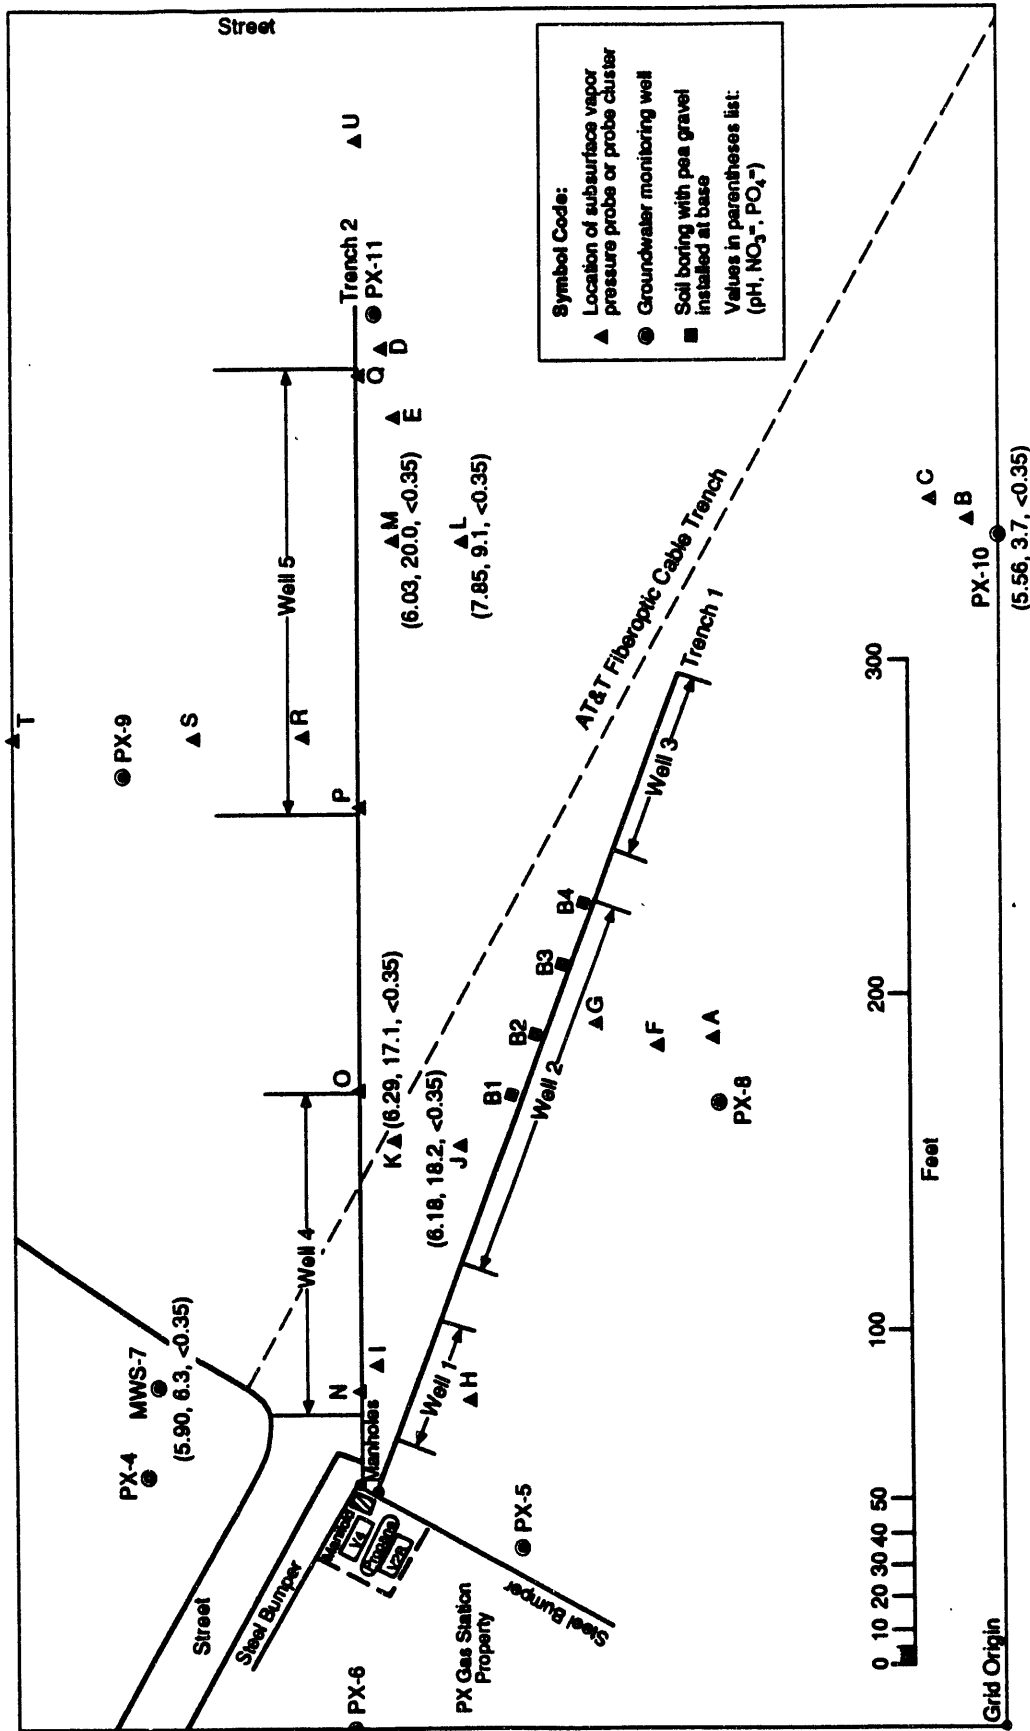 Street
U
Trench 2
PX-11
D
Q
E
Well 5
M
(6.03, 20.0, <0.35)
L
(7.85, 9.1, <0.35)
T
PX-9
S
R
P
Symbol Code:
Location of subsurface vapor
pressure probe or probe cluster
Groundwater monitoring well
Soil boring with pea gravel
installed at base
Values in parentheses list:
(pH, NO₃⁼, PO₄⁼)
AT&T Fiberoptic Cable Trench
Trench 1
Well 3
C
B
PX-10
(5.56, 3.7, <0.35)
O
K
(6.29, 17.1, <0.35)
J
(6.18, 18.2, <0.35)
Well 4
B1
B2
B3
B4
G
F
A
PX-8
Well 2
MWS-7
(5.90, 6.3, <0.35)
PX-4
N
I
Manholes
Well 1
H
Street
Steel Bumper
Manifold
V4
Propane
V28
PX-5
Steel Bumper
PX Gas Station
Property
PX-6
0 10 20 30 40 50 100 200 300
Feet
Grid Origin